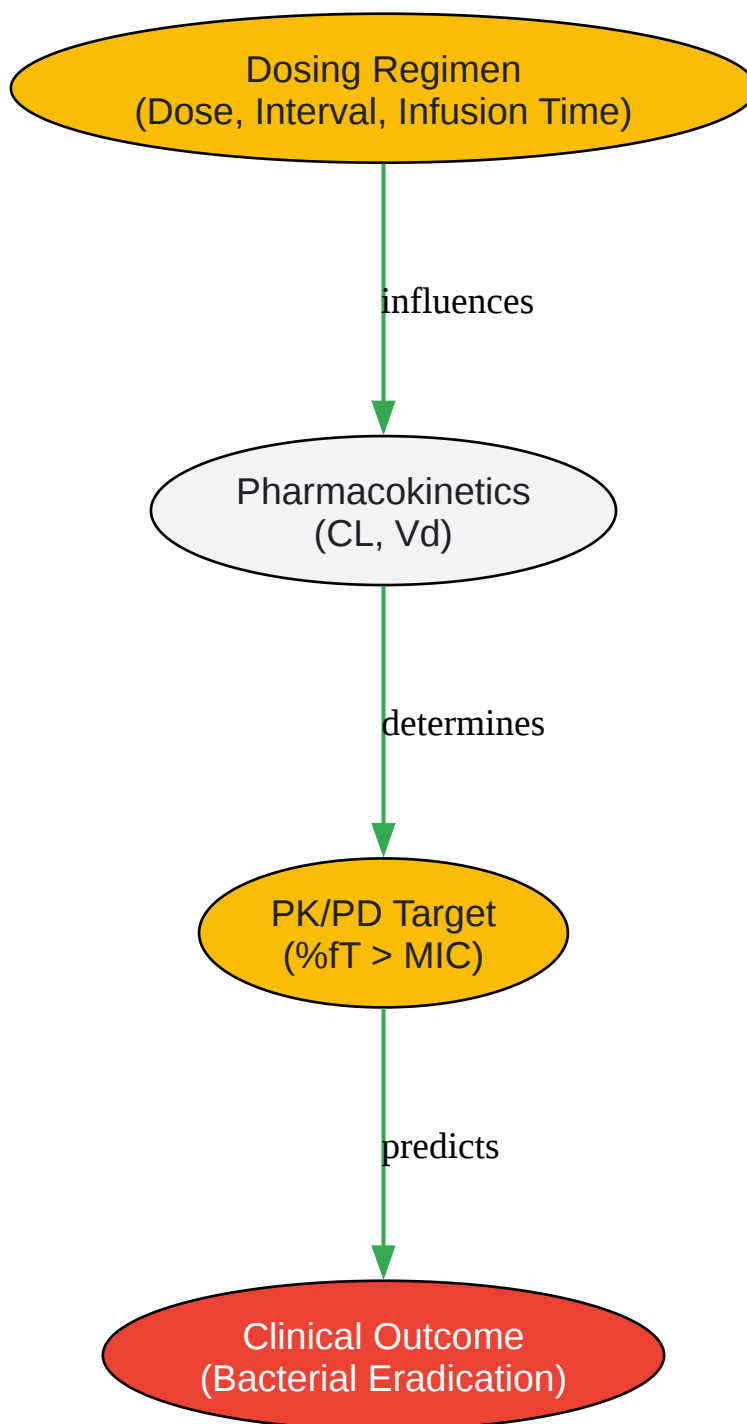 Dosing Regimen
(Dose, Interval, Infusion Time)
influences
Pharmacokinetics
(CL, Vd)
determines
PK/PD Target
(%fT > MIC)
predicts
Clinical Outcome
(Bacterial Eradication)